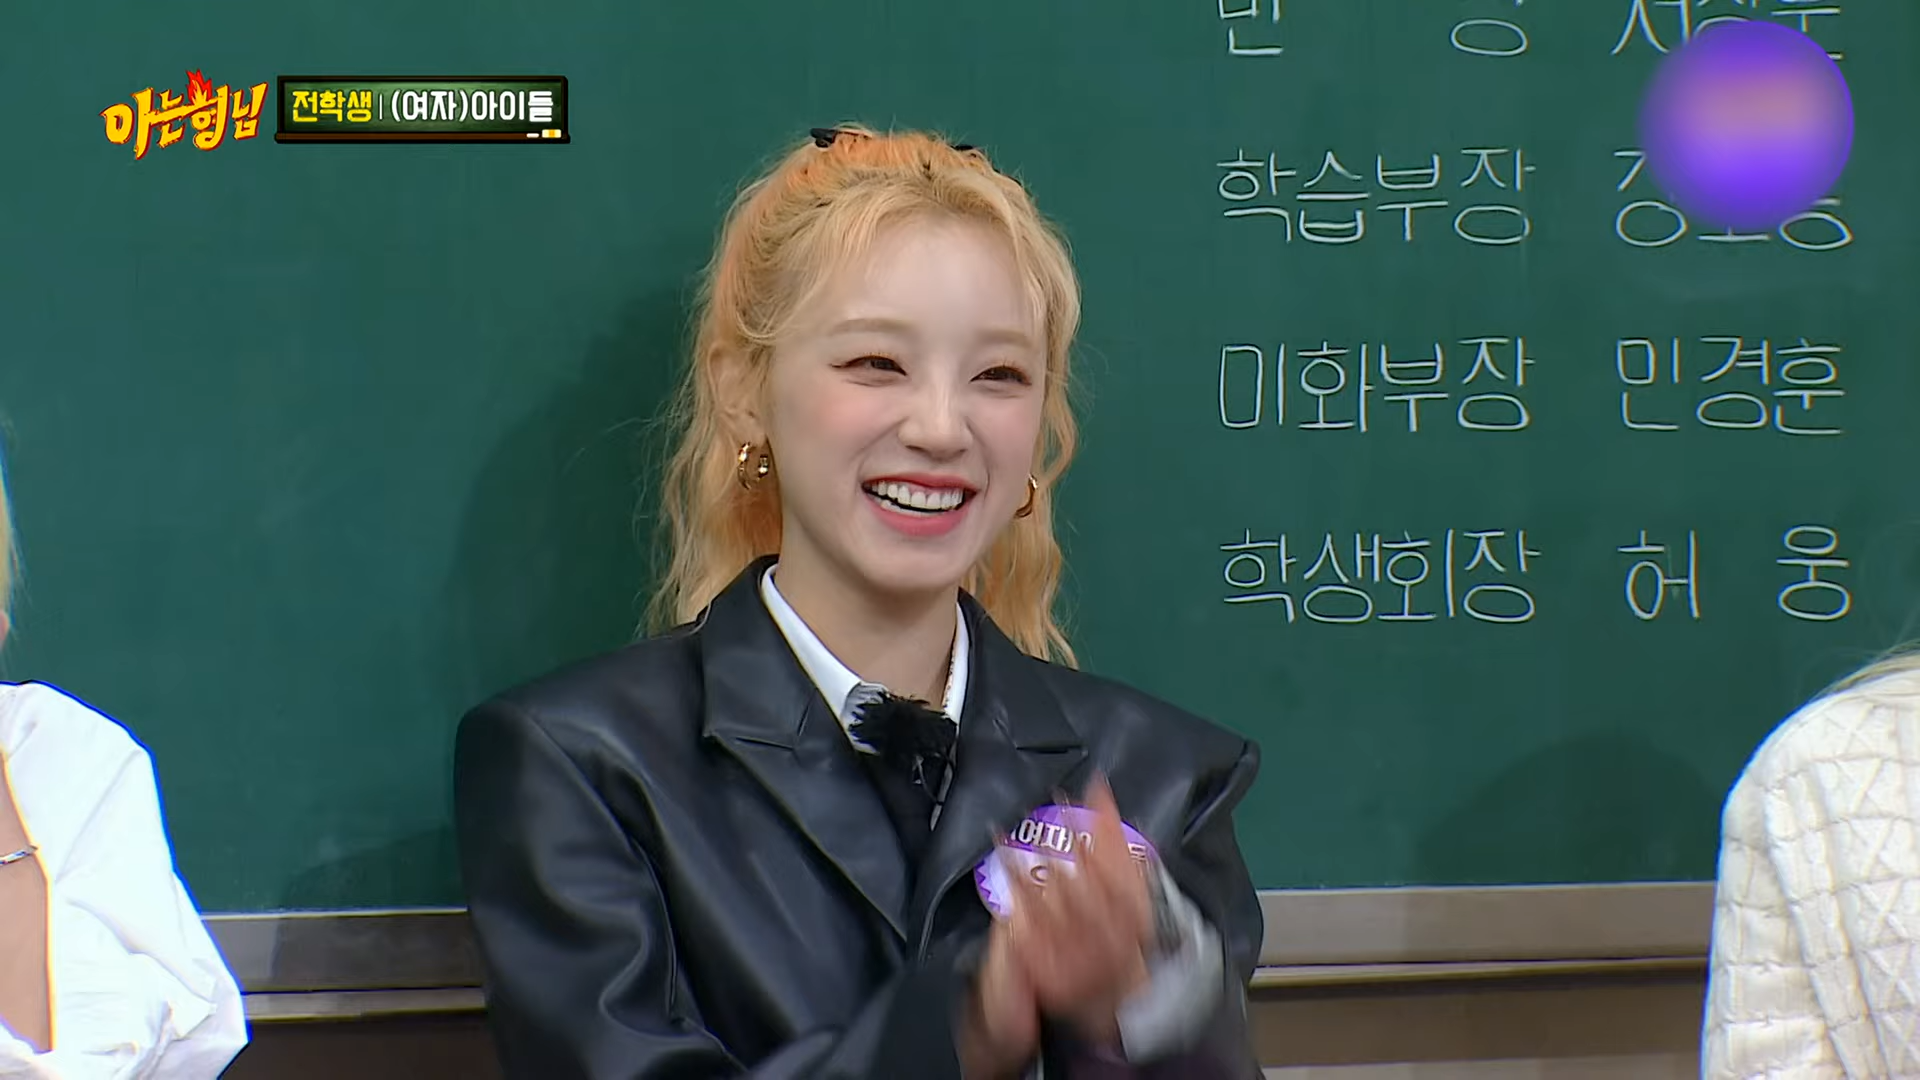 아는형님
전학생 | (여자)아이들
학습부장
미화부장 민경훈
학생회장 허 웅